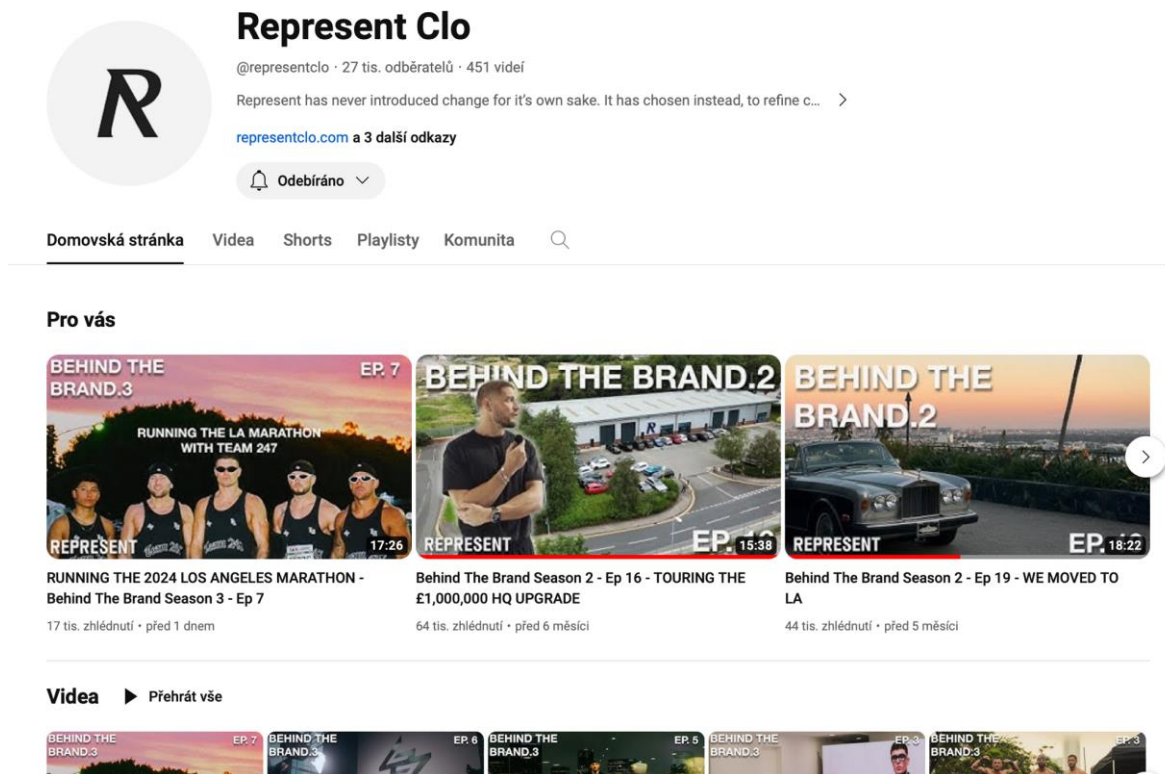 Represent Clo
@representclo · 27 tis. odběratelů · 451 videí
Represent has never introduced change for it's own sake. It has chosen instead, to refine c...
representclo.com a 3 další odkazy
Odebíráno
Domovská stránka Videa Shorts Playlisty Komunita
Pro vás
BEHIND THE
BRAND.3
EP. 7
RUNNING THE LA MARATHON
WITH TEAM 247
REPRESENT
17:26
BEHIND THE BRAND.2
R
REPRESENT
EP.
15:38
BEHIND THE
BRAND.2
REPRESENT
EP.
18:22
RUNNING THE 2024 LOS ANGELES MARATHON -
Behind The Brand Season 3 - Ep 7
17 tis. zhlédnutí • před 1 dnem
Behind The Brand Season 2 - Ep 16 - TOURING THE
£1,000,000 HQ UPGRADE
64 tis. zhlédnutí • před 6 měsíci
Behind The Brand Season 2 - Ep 19 - WE MOVED TO
LA
44 tis. zhlédnutí • před 5 měsíci
Videa Přehrát vše
BEHIND THE
BRAND.3
EP. 7
BEHIND THE
BRAND.3
EP. 6
BEHIND THE
BRAND.3
EP. 5
BEHIND THE
BRAND.3
EP. 3
BEHIND THE
BRAND.3
EP. 3